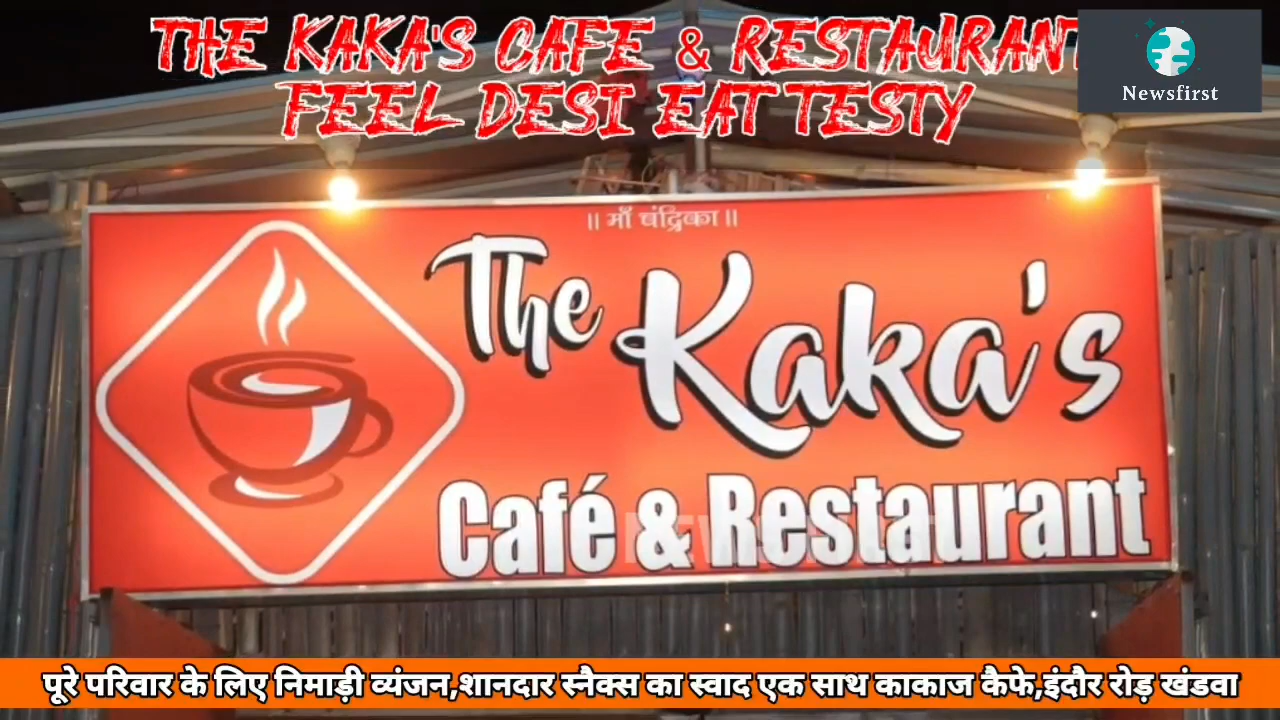 THE KAKA'S CAFE & RESTAURANT
FEEL DESI EAT TESTY
Newsfirst
॥ माँ चंद्रिका ॥
The Kaka's
Café & Restaurant
पूरे परिवार के लिए निमाड़ी व्यंजन,शानदार स्नैक्स का स्वाद एक साथ काकाज कैफे,इंदौर रोड़ खंडवा